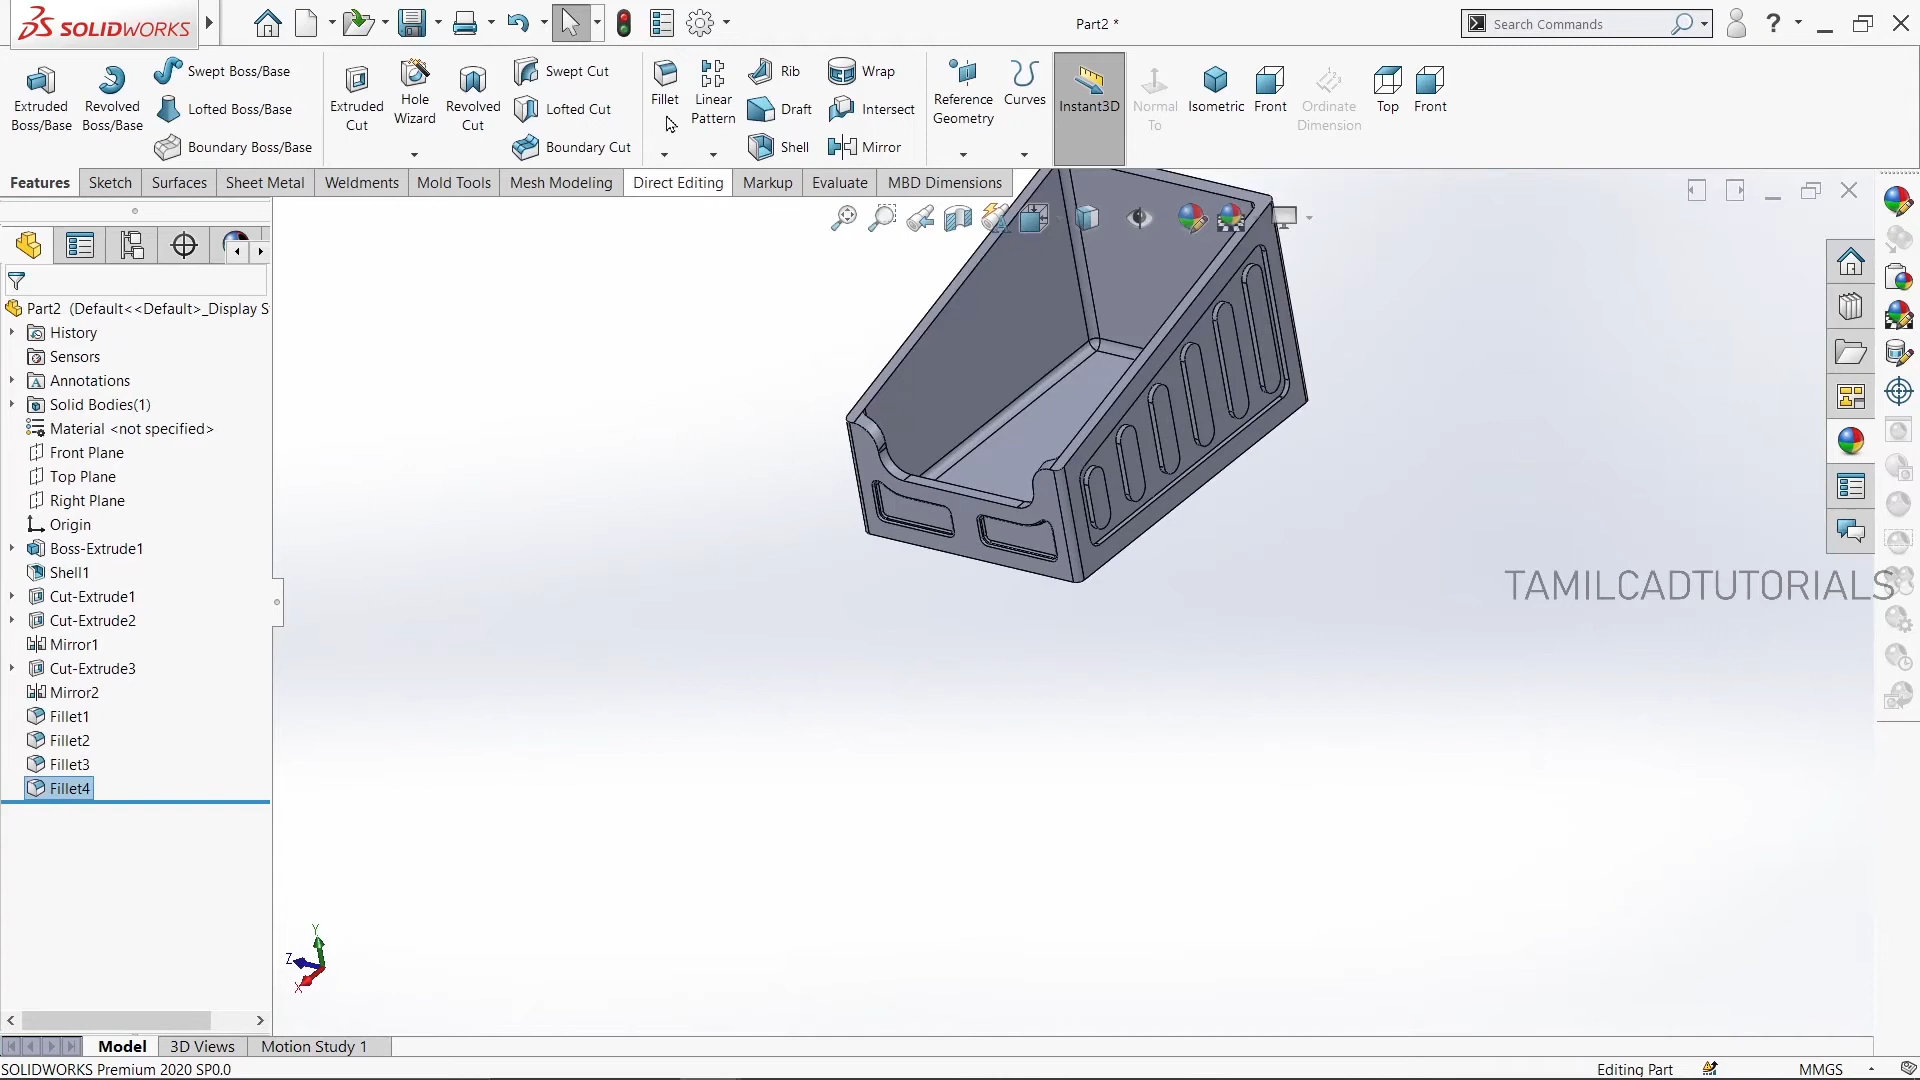 SOLIDWORKS
Part2 *
Search Commands
?
Extruded
Boss/Base
Revolved
Boss/Base
Swept Boss/Base
Lofted Boss/Base
Boundary Boss/Base
Extruded
Cut
Hole
Wizard
Revolved
Cut
Swept Cut
Lofted Cut
Boundary Cut
Fillet
Linear
Pattern
Rib
Draft
Shell
Wrap
Intersect
Mirror
Reference
Geometry
Curves
Instant3D
Normal
To
Isometric
Front
Ordinate
Dimension
Top
Front
Features
Sketch
Surfaces
Sheet Metal
Weldments
Mold Tools
Mesh Modeling
Direct Editing
Markup
Evaluate
MBD Dimensions
Part2 (Default<<Default>_Display S
History
Sensors
Annotations
Solid Bodies(1)
Material <not specified>
Front Plane
Top Plane
Right Plane
Origin
Boss-Extrude1
Shell1
Cut-Extrude1
Cut-Extrude2
Mirror1
Cut-Extrude3
Mirror2
Fillet1
Fillet2
Fillet3
Fillet4
TAMILCADTUTORIALS
Y
Z
X
Model
3D Views
Motion Study 1
SOLIDWORKS Premium 2020 SP0.0
Editing Part
MMGS